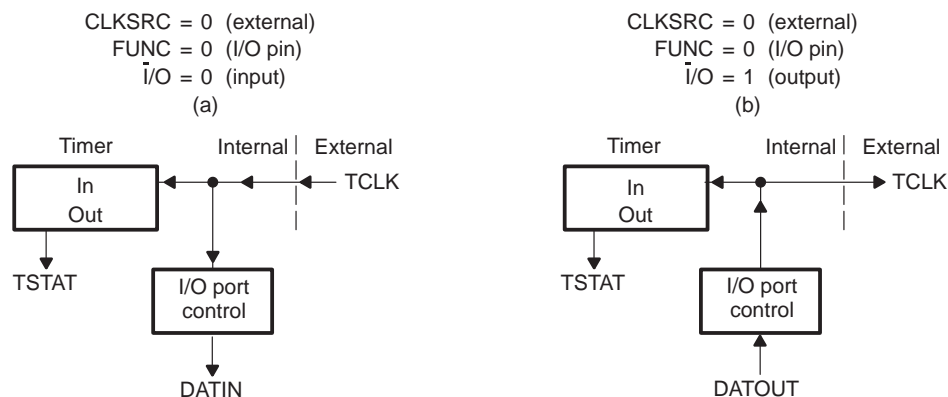 CLKSRC = 0 (external)
FUNC = 0 (I/O pin)
I̅/O = 0 (input)
(a)
Timer
Internal
External
In
Out
TCLK
TSTAT
I/O port
control
DATIN
CLKSRC = 0 (external)
FUNC = 0 (I/O pin)
I̅/O = 1 (output)
(b)
Timer
Internal
External
In
Out
TCLK
TSTAT
I/O port
control
DATOUT